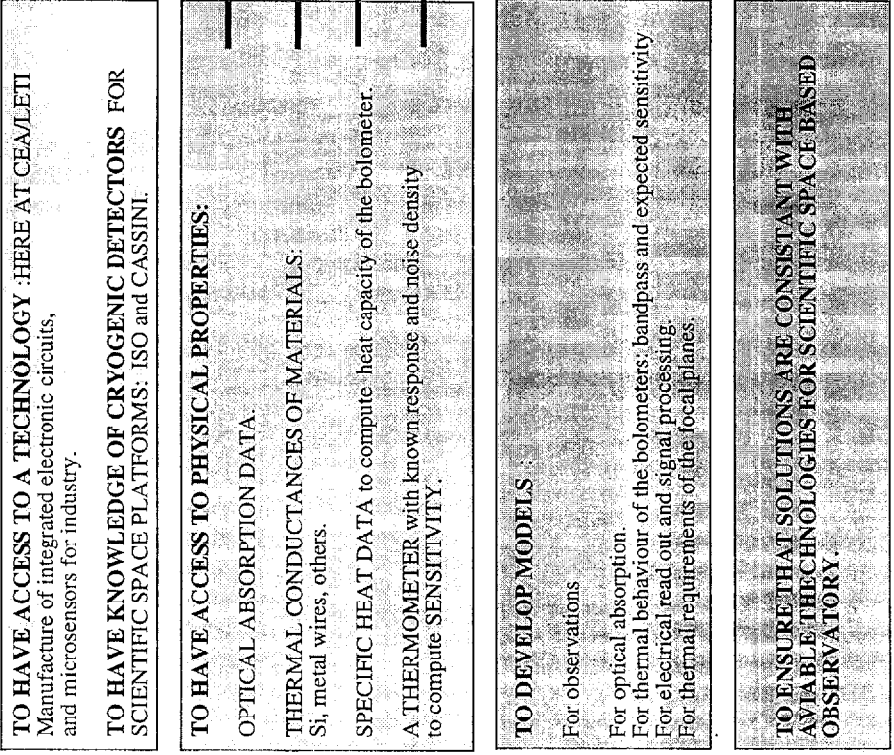 TO HAVE ACCESS TO A TECHNOLOGY :HERE AT CEA/LETI
Manufacture of integrated electronic circuits,
and microsensors for industry.
TO HAVE KNOWLEDGE OF CRYOGENIC DETECTORS FOR
SCIENTIFIC SPACE PLATFORMS: ISO and CASSINI.
TO HAVE ACCESS TO PHYSICAL PROPERTIES:
OPTICAL ABSORPTION DATA.
THERMAL CONDUCTANCES OF MATERIALS:
Si, metal wires, others.
SPECIFIC HEAT DATA to compute heat capacity of the bolometer.
A THERMOMETER with known response and noise density
to compute SENSITIVITY.
TO DEVELOP MODELS :
For observations
For optical absorption.
For thermal behaviour of the bolometers: bandpass and expected sensitivity
For electrical read out and signal processing.
For thermal requirements of the focal planes.
TO ENSURE THAT SOLUTIONS ARE CONSISTANT WITH
AVIABLE THECHNOLOGIES FOR SCIENTIFIC SPACE BASED
OBSERVATORY.